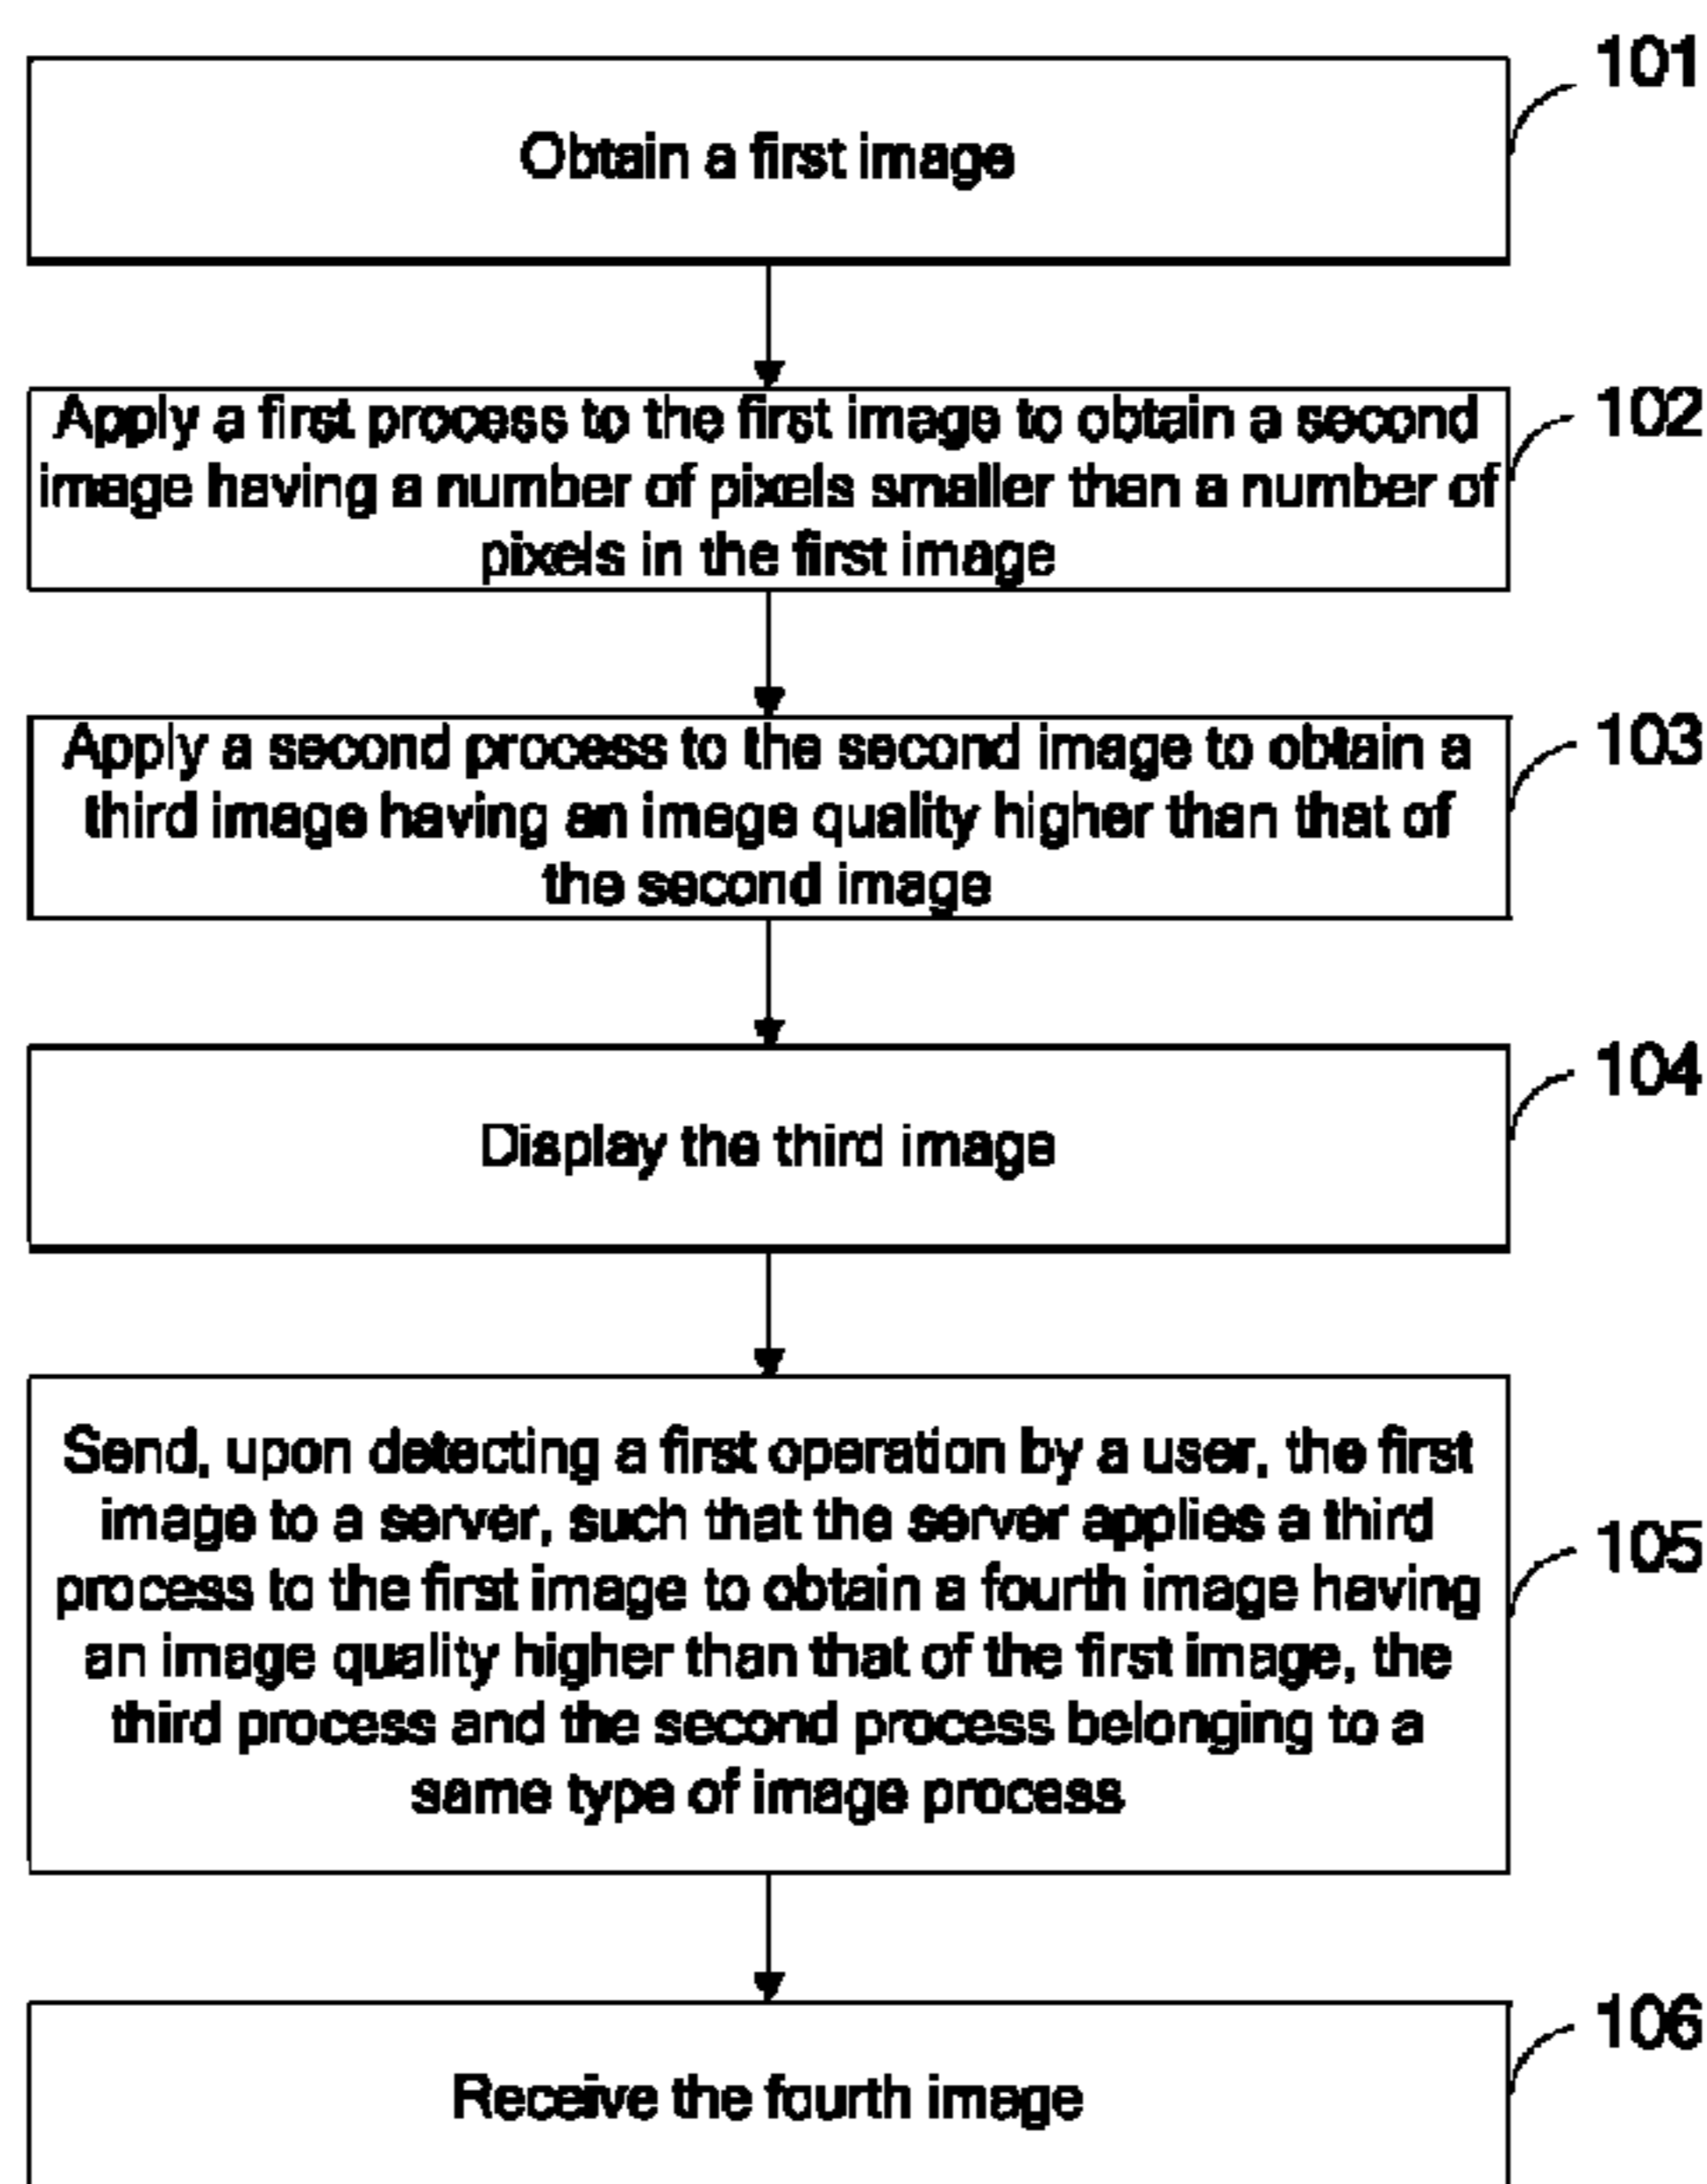 101
Obtain a first image
102
Apply a first process to the first image to obtain a second
image having a number of pixels smaller than a number of
pixels in the first image
103
Apply a second process to the second image to obtain a
third image having an image quality higher than that of
the second image
104
Display the third image
Send, upon detecting a first operation by a user, the first
image to a server, such that the server applies a third
105
process to the first image to obtain a fourth image having
an image quality higher than that of the first image, the
third process and the second process belonging to a
same type of image process
106
Receive the fourth image